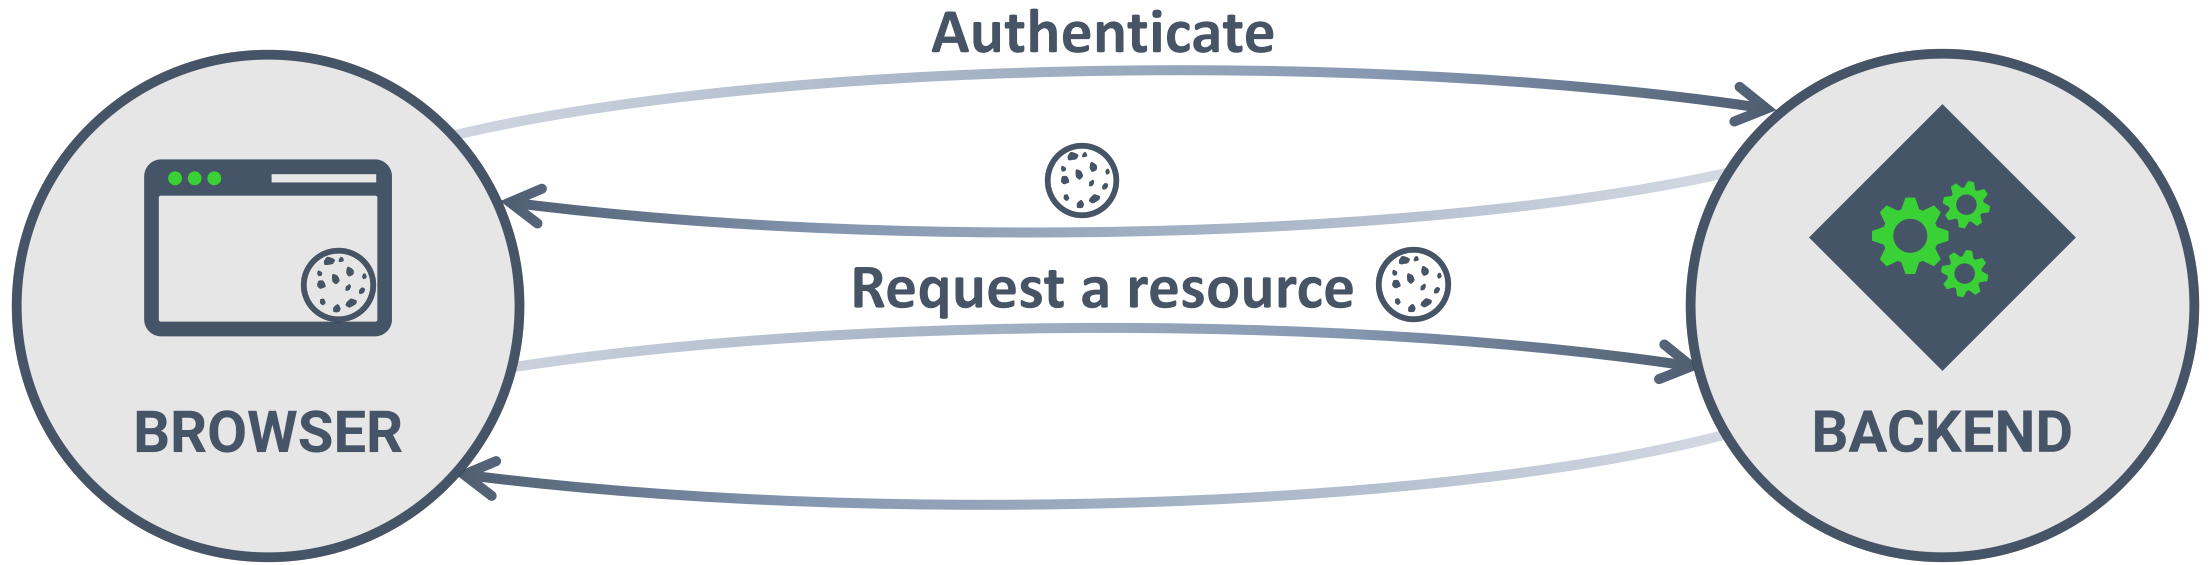 Authenticate
Request a resource
BROWSER
BACKEND